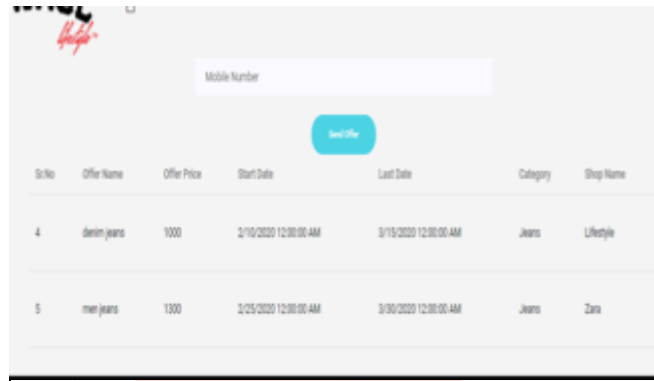 lifestyle
Mobile Number
Send Offer
Sr.No Offer Name Offer Price Start Date Last Date Category Shop Name
4 denim jeans 1000 2/10/2020 12:00:00 AM 3/15/2020 12:00:00 AM Jeans Lifestyle
5 men jeans 1300 2/25/2020 12:00:00 AM 3/30/2020 12:00:00 AM Jeans Zara